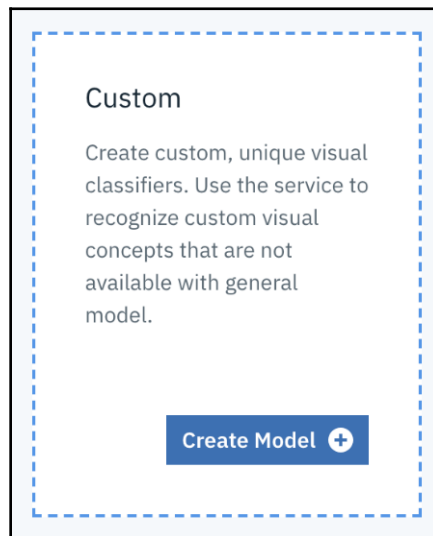 Custom
Create custom, unique visual
classifiers. Use the service to
recognize custom visual
concepts that are not
available with general
model.
Create Model